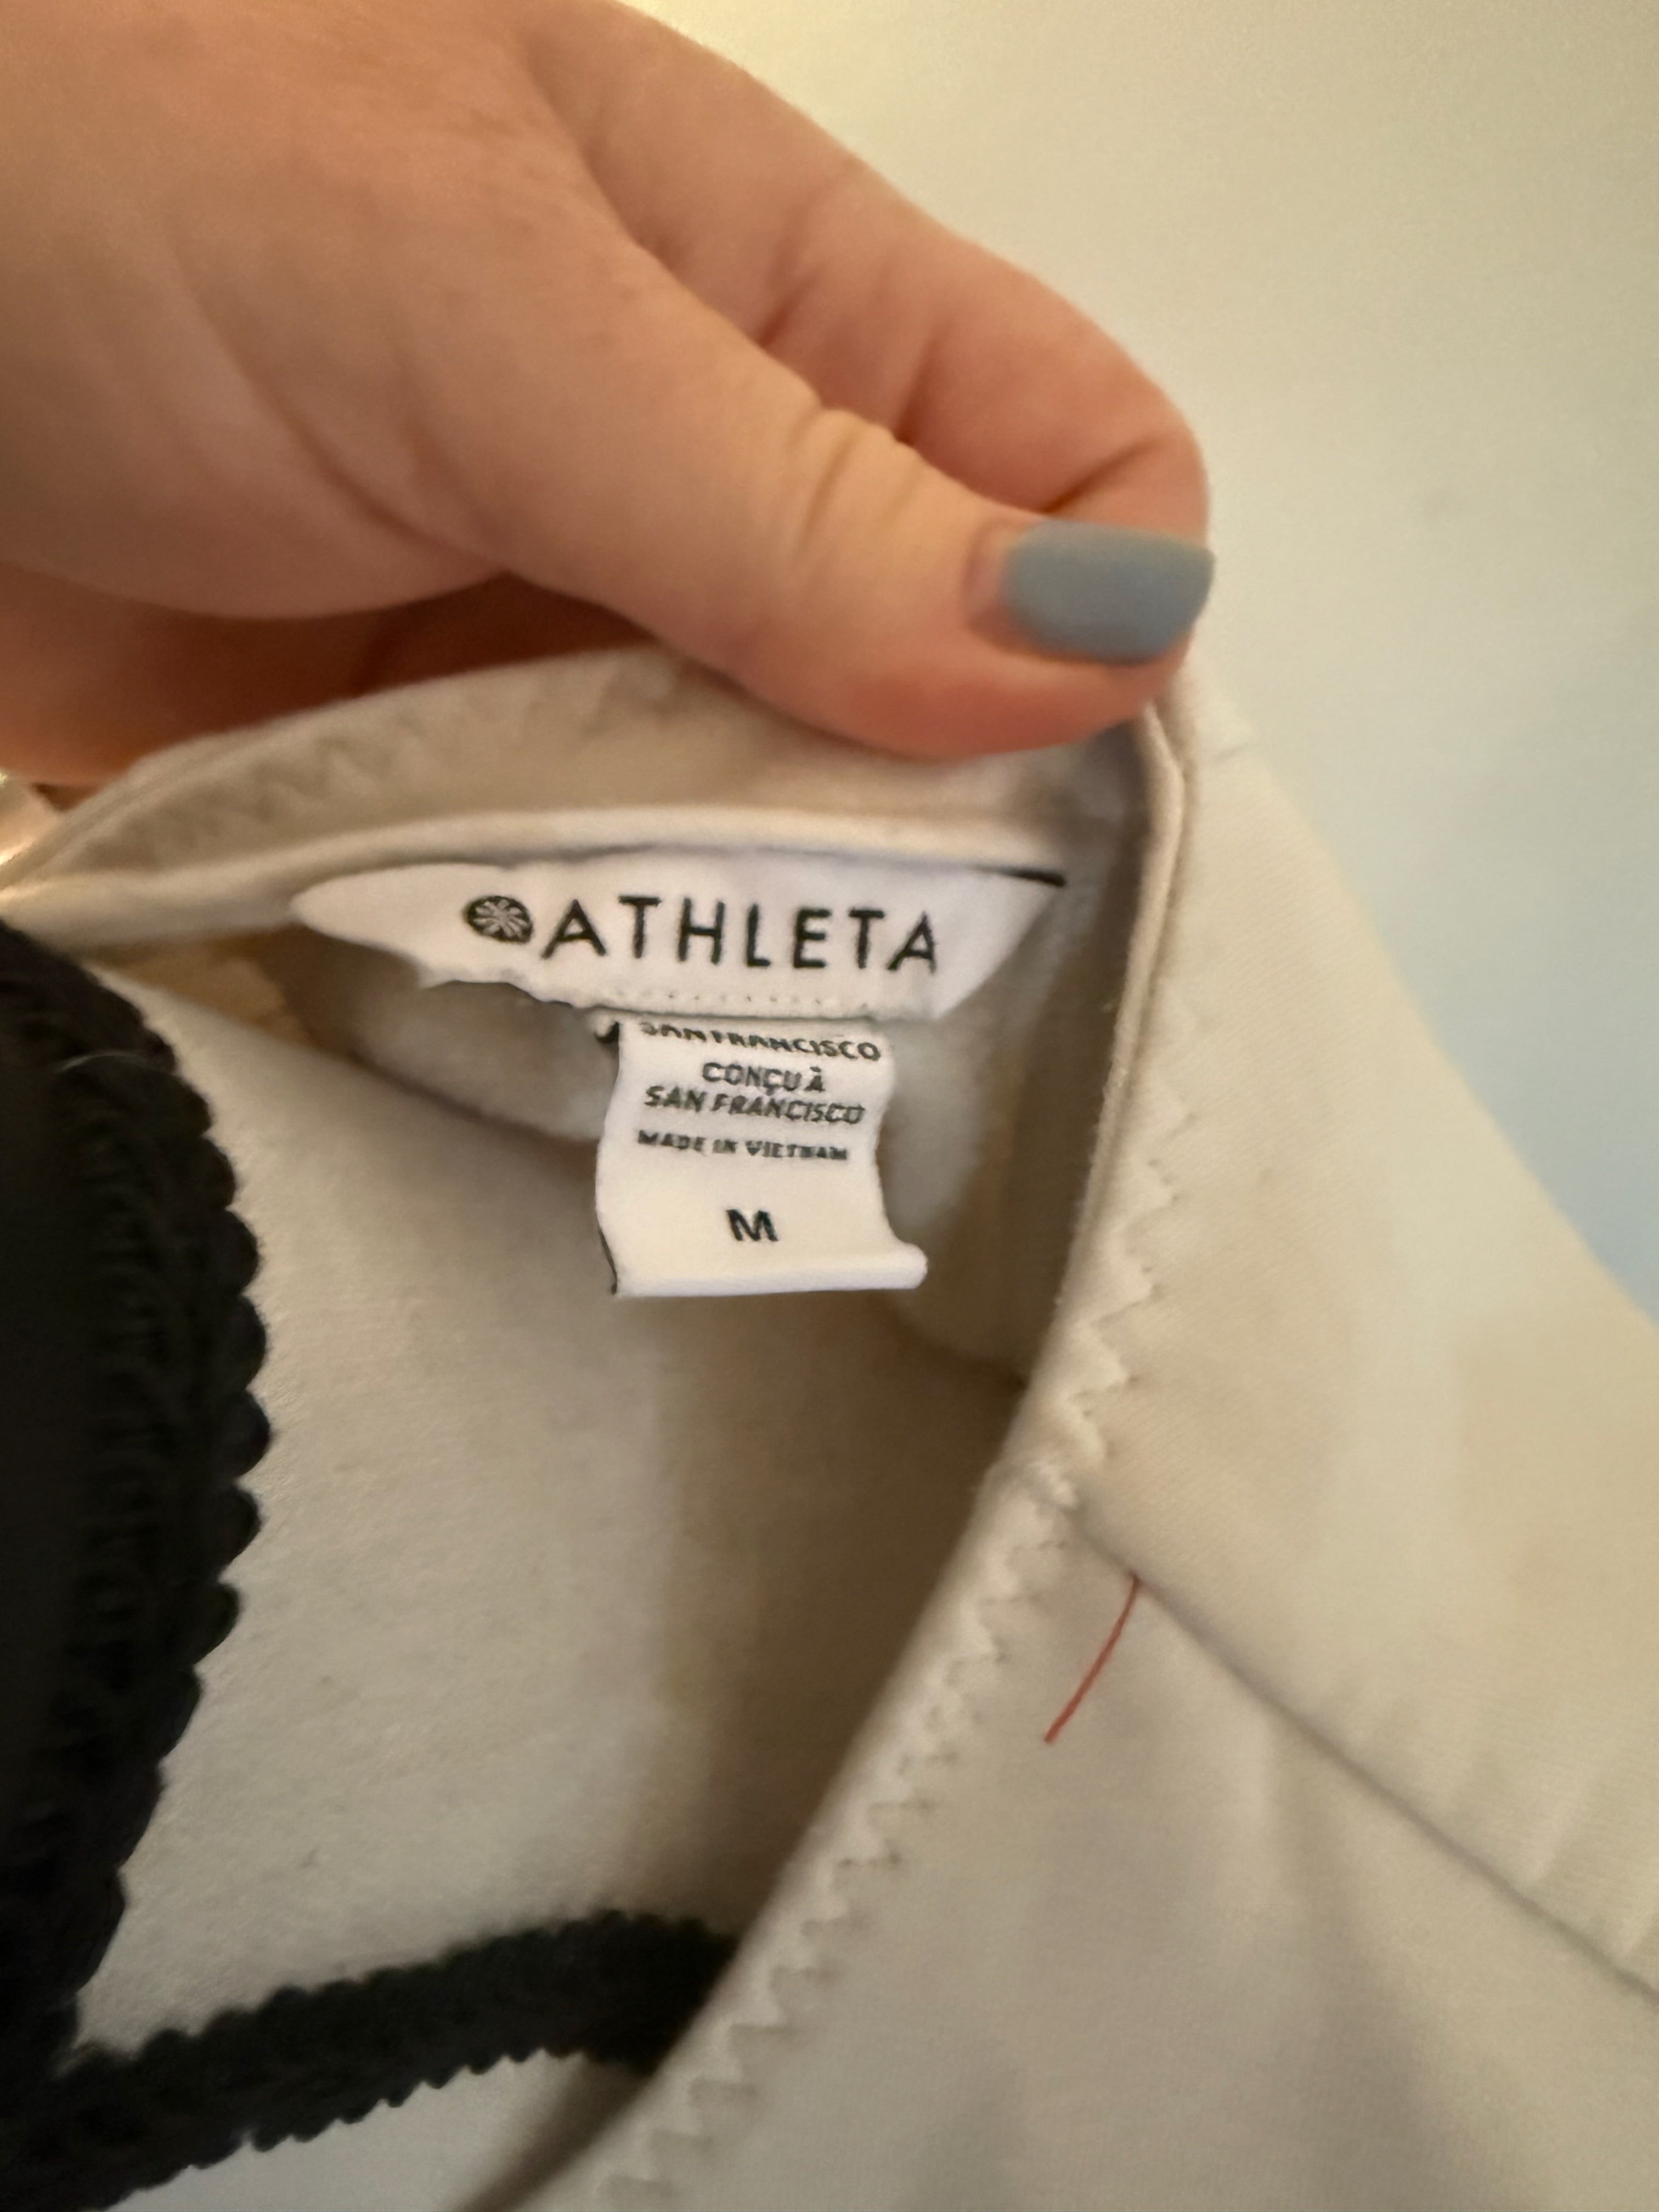 ATHLETA
SAN FRANCISCO
CONÇU À
SAN FRANCISCO
MADE IN VIETNAM
M